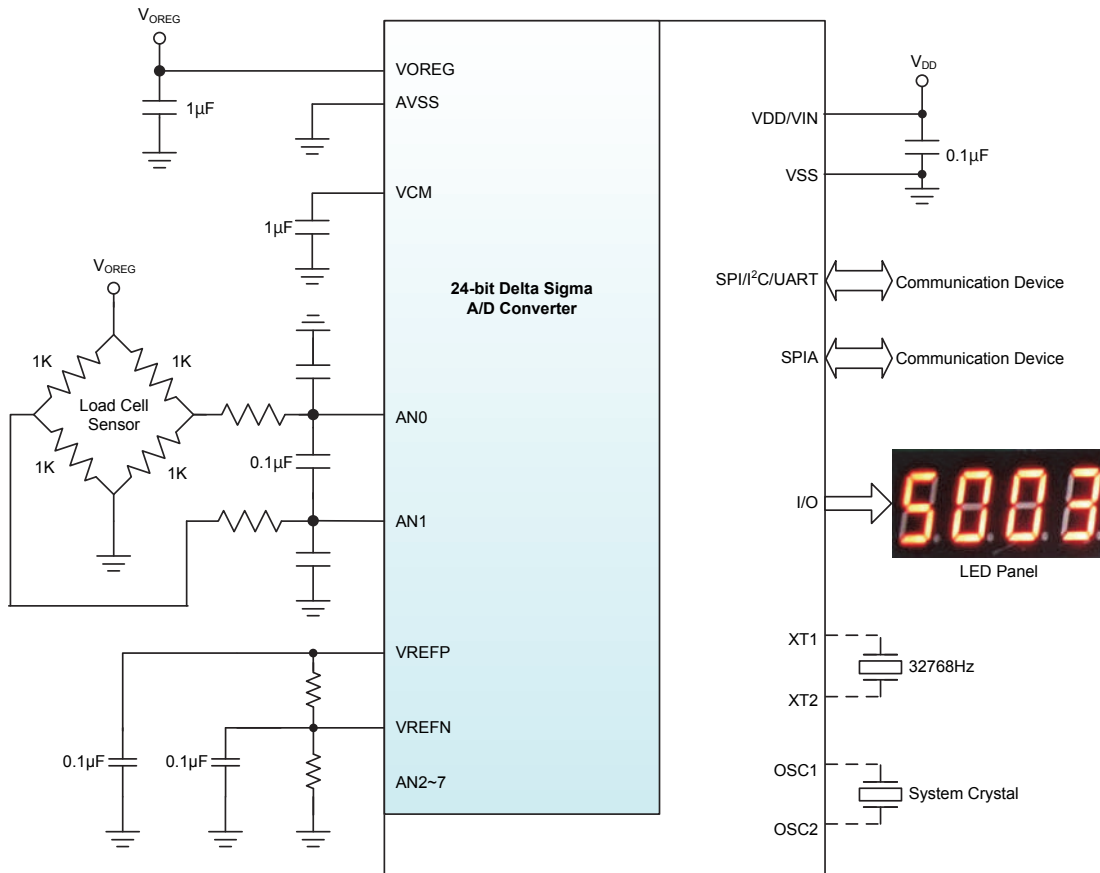 VOREG
VOREG
AVSS
1µF
VCM
1µF
VOREG
24-bit Delta Sigma
A/D Converter
1K
1K
Load Cell
Sensor
1K
1K
AN0
0.1µF
AN1
VREFP
VREFN
0.1µF
0.1µF
AN2~7
VDD
VDD/VIN
0.1µF
VSS
SPI/I²C/UART
Communication Device
SPIA
Communication Device
I/O
5003
LED Panel
XT1
32768Hz
XT2
OSC1
System Crystal
OSC2